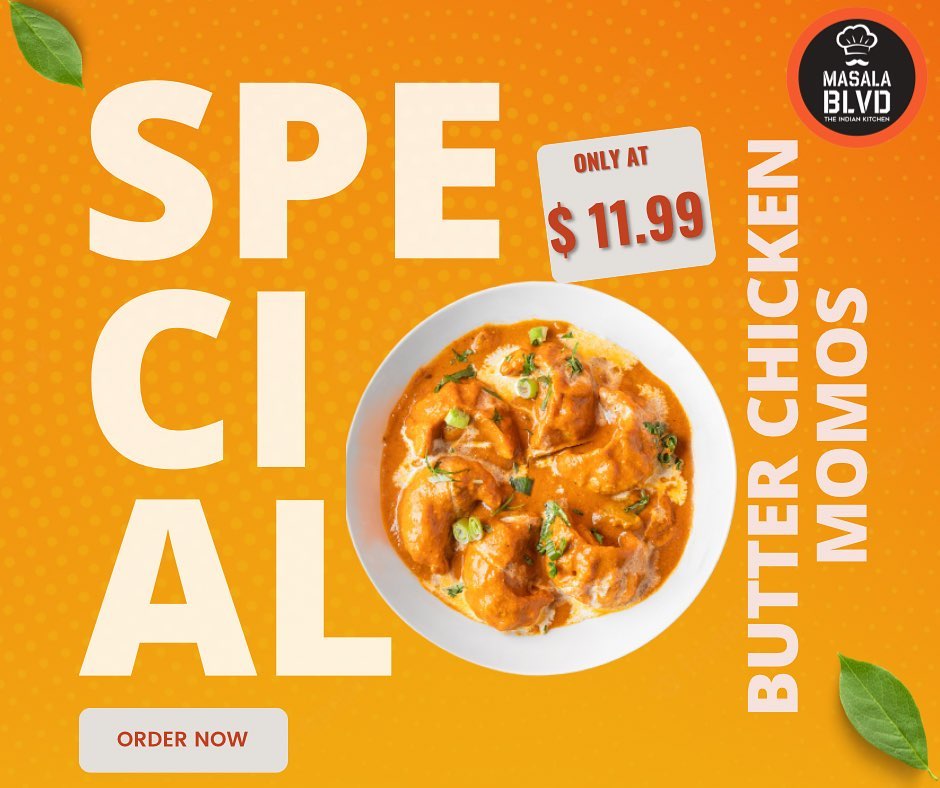 SPE
CI
AL
ONLY AT
$ 11.99
MASALA
BLVD
THE INDIAN KITCHEN
BUTTER CHICKEN
MOMOS
ORDER NOW